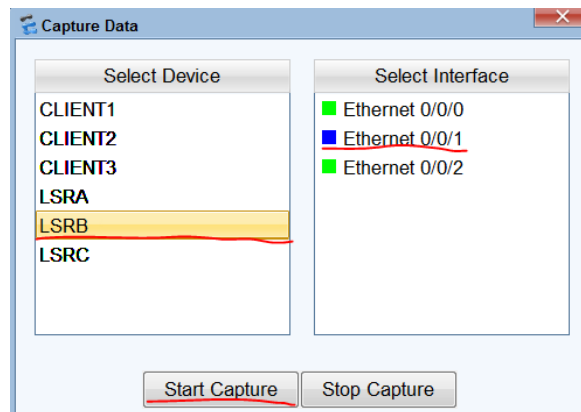 Capture Data
Select Device
CLIENT1
CLIENT2
CLIENT3
LSRA
LSRB
LSRC
Select Interface
Ethernet 0/0/0
Ethernet 0/0/1
Ethernet 0/0/2
Start Capture
Stop Capture